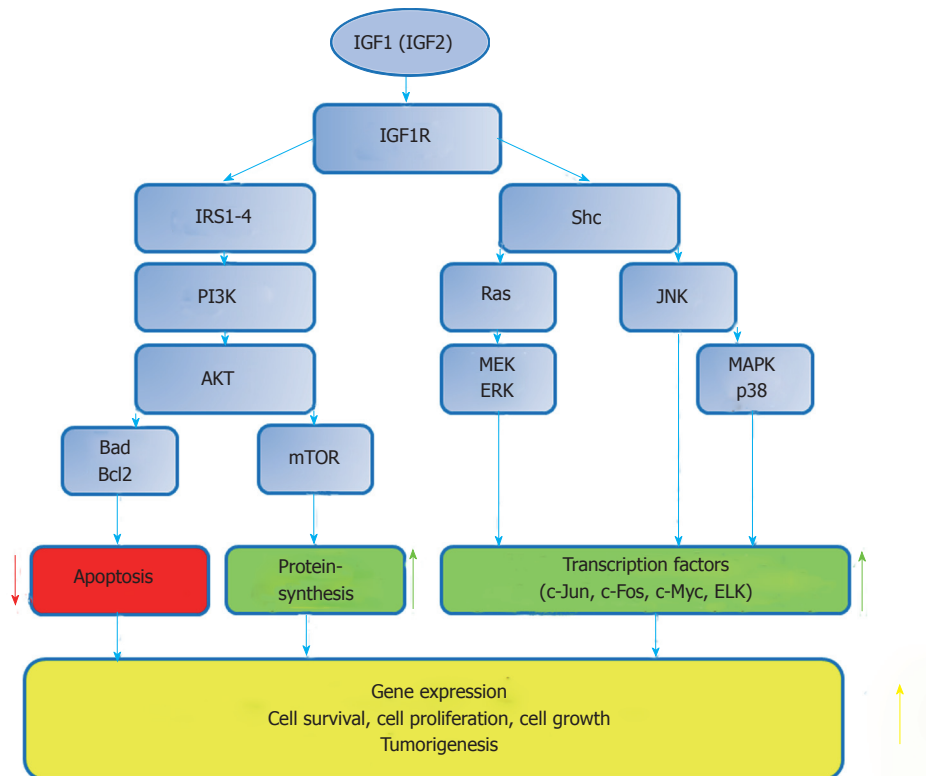 IGF1 (IGF2)
IGF1R
IRS1-4
Shc
PI3K
Ras
JNK
AKT
MEK
ERK
MAPK
p38
Bad
Bcl2
mTOR
Apoptosis
Protein-
synthesis
Transcription factors
(c-Jun, c-Fos, c-Myc, ELK)
Gene expression
Cell survival, cell proliferation, cell growth
Tumorigenesis